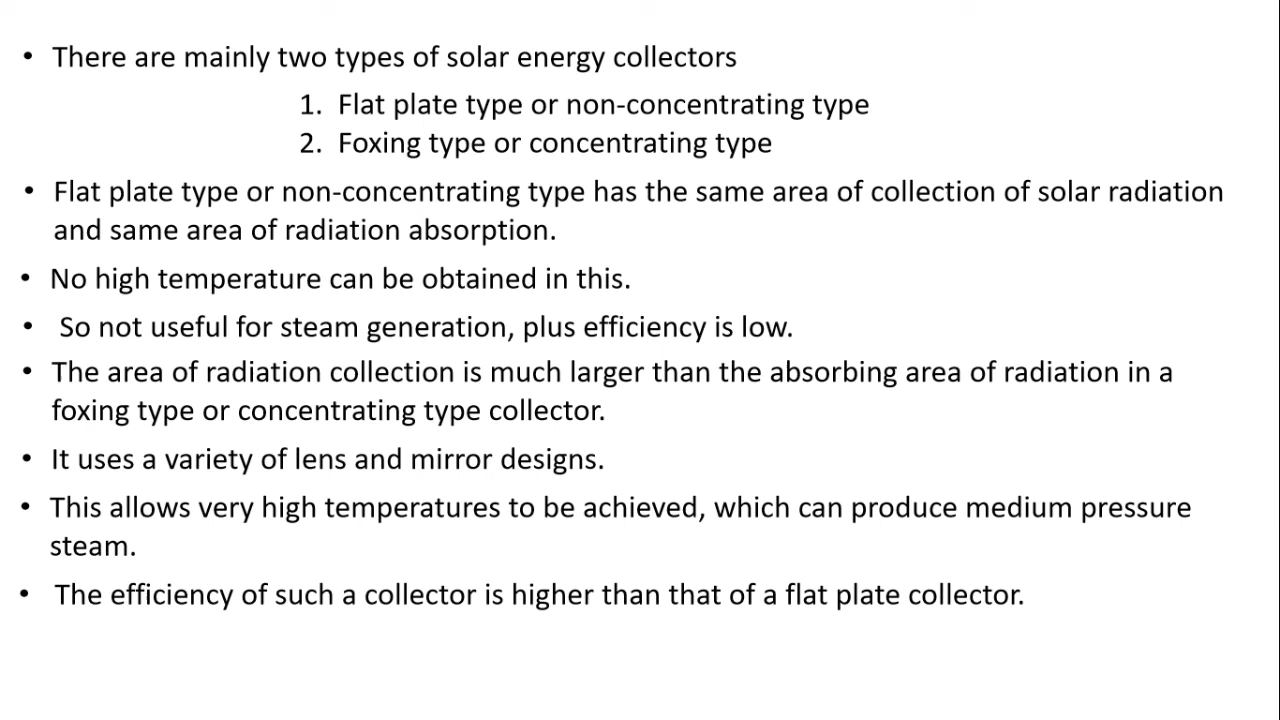 • There are mainly two types of solar energy collectors
1. Flat plate type or non-concentrating type
2. Foxing type or concentrating type
• Flat plate type or non-concentrating type has the same area of collection of solar radiation
and same area of radiation absorption.
• No high temperature can be obtained in this.
• So not useful for steam generation, plus efficiency is low.
• The area of radiation collection is much larger than the absorbing area of radiation in a
foxing type or concentrating type collector.
• It uses a variety of lens and mirror designs.
• This allows very high temperatures to be achieved, which can produce medium pressure
steam.
• The efficiency of such a collector is higher than that of a flat plate collector.